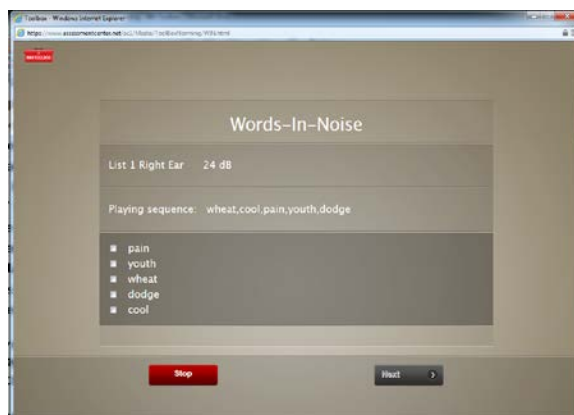 Toolbox - Windows Internet Explorer
Words-In-Noise
List 1 Right Ear 24 dB
Playing sequence: wheat,cool,pain,youth,dodge
pain
youth
wheat
dodge
cool
Stop
Next